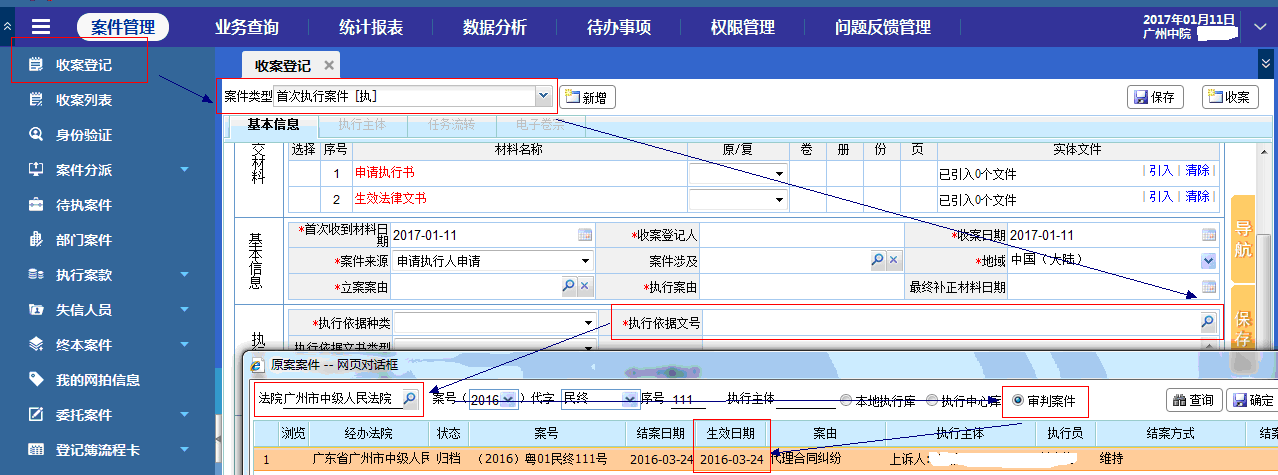 案件管理 业务查询 统计报表 数据分析 待办事项 权限管理 问题反馈管理
2017年01月11日
广州中院
收案登记
收案列表
身份验证
案件分派
待执案件
部门案件
执行案款
失信人员
终本案件
我的网拍信息
委托案件
登记簿流程卡
收案登记
案件类型 首次执行案件 [执] 新增 保存 收案
基本信息 执行主体 任务流转 电子卷宗
交材料
选择 序号 材料名称 原/复 卷 册 份 页 实体文件
1 申请执行书 已引入0个文件 引入 清除
2 生效法律文书 已引入0个文件 引入 清除
基本信息
*首次收到材料日期 2017-01-11 *收案登记人 *收案日期 2017-01-11
*案件来源 申请执行人申请 案件涉及 *地域 中国(大陆)
*立案案由 *执行案由 最终补正材料日期
执行
*执行依据种类 *执行依据文号
执行依据文书类型
导航
保存
原案案件 -- 网页对话框
法院 广州市中级人民法院 案号( 2016 )代字 民终 序号 111 执行主体 本地执行库 执行中心库 审判案件 查询 确定
浏览 经办法院 状态 案号 结案日期 生效日期 案由 执行主体 执行员 结案方式 结案
1 广东省广州市中级人民 归档 (2016)粤01民终111号 2016-03-24 2016-03-24 代理合同纠纷 上诉人: 维持